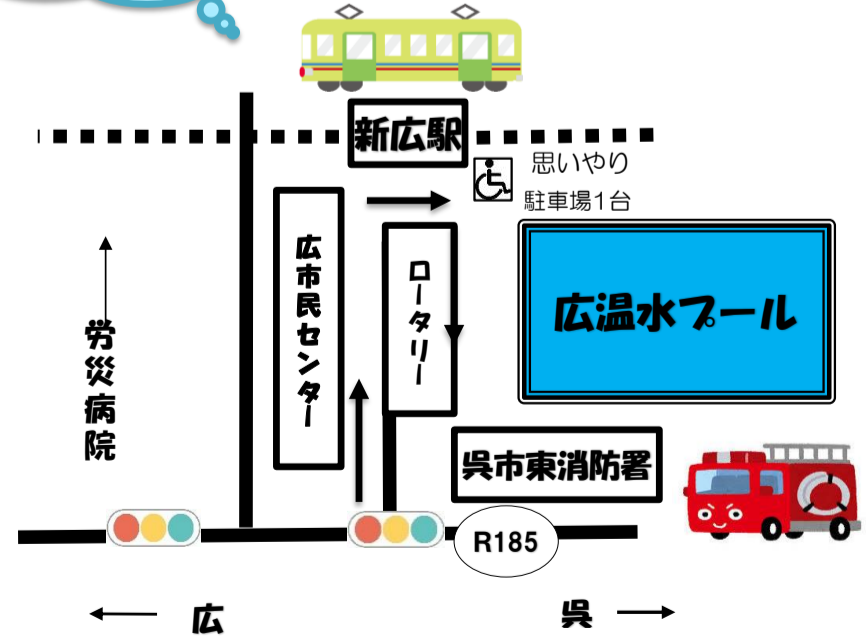 新広駅
思いやり
駐車場1台
広市民センター
ロータリー
広温水プール
労災病院
呉市東消防署
R185
広
呉